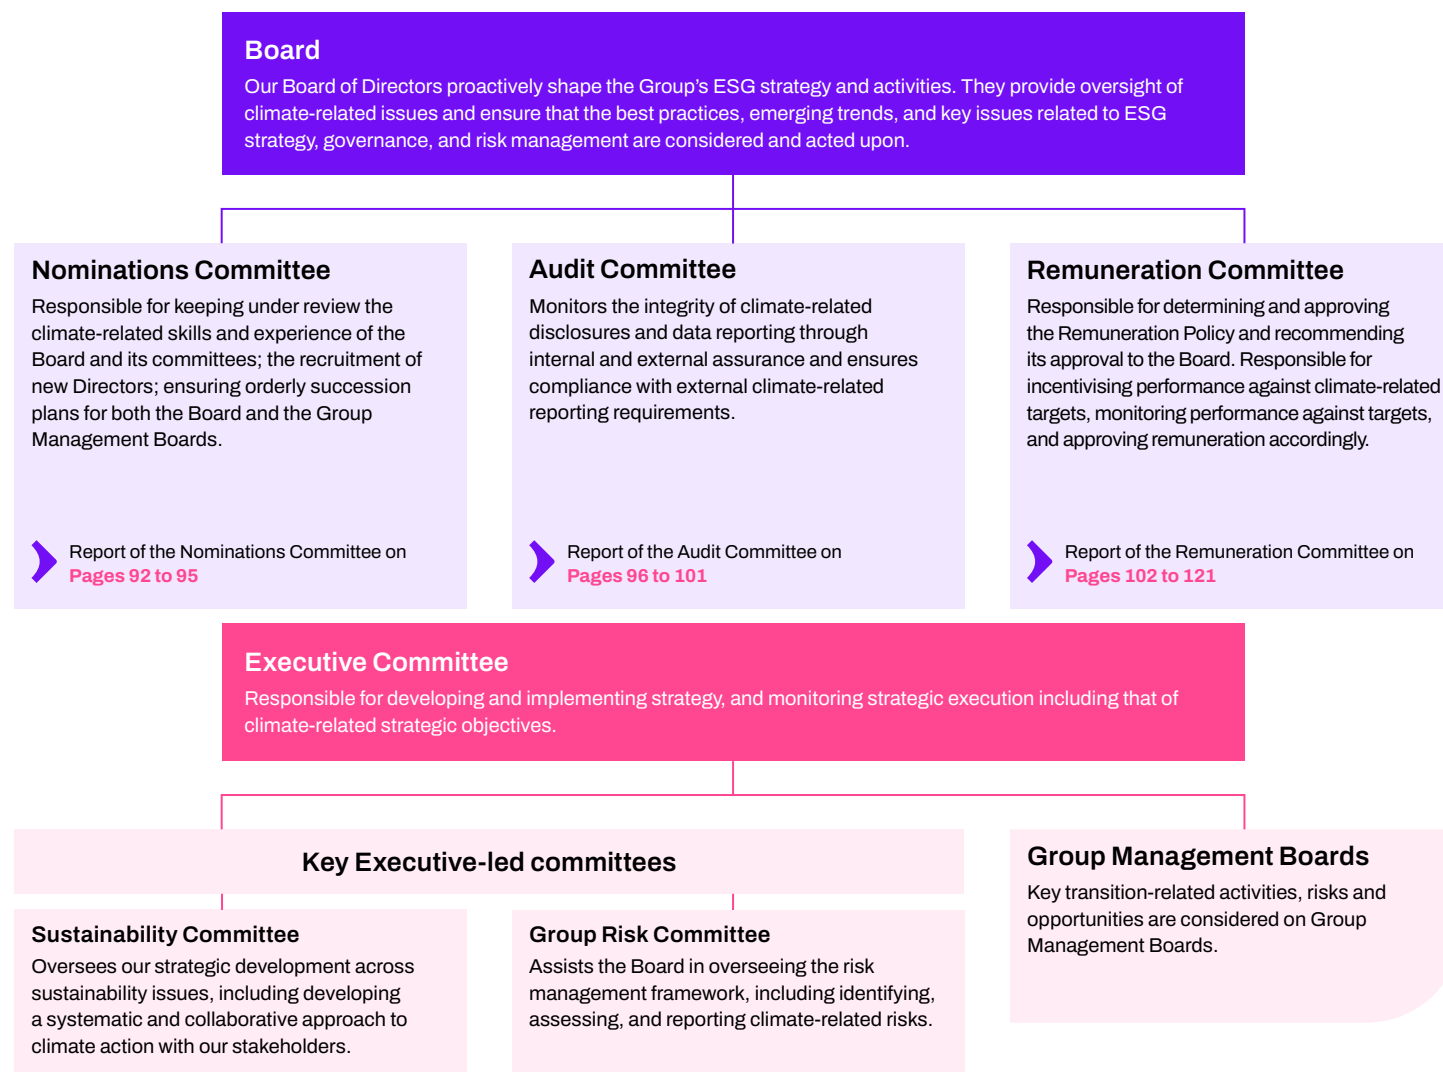 Board
Our Board of Directors proactively shape the Group’s ESG strategy and activities. They provide oversight of
climate-related issues and ensure that the best practices, emerging trends, and key issues related to ESG
strategy, governance, and risk management are considered and acted upon.
Nominations Committee
Responsible for keeping under review the
climate-related skills and experience of the
Board and its committees; the recruitment of
new Directors; ensuring orderly succession
plans for both the Board and the Group
Management Boards.
Report of the Nominations Committee on
Pages 92 to 95
Audit Committee
Monitors the integrity of climate-related
disclosures and data reporting through
internal and external assurance and ensures
compliance with external climate-related
reporting requirements.
Report of the Audit Committee on
Pages 96 to 101
Remuneration Committee
Responsible for determining and approving
the Remuneration Policy and recommending
its approval to the Board. Responsible for
incentivising performance against climate-related
targets, monitoring performance against targets,
and approving remuneration accordingly.
Report of the Remuneration Committee on
Pages 102 to 121
Executive Committee
Responsible for developing and implementing strategy, and monitoring strategic execution including that of
climate-related strategic objectives.
Key Executive-led committees
Sustainability Committee
Oversees our strategic development across
sustainability issues, including developing
a systematic and collaborative approach to
climate action with our stakeholders.
Group Risk Committee
Assists the Board in overseeing the risk
management framework, including identifying,
assessing, and reporting climate-related risks.
Group Management Boards
Key transition-related activities, risks and
opportunities are considered on Group
Management Boards.